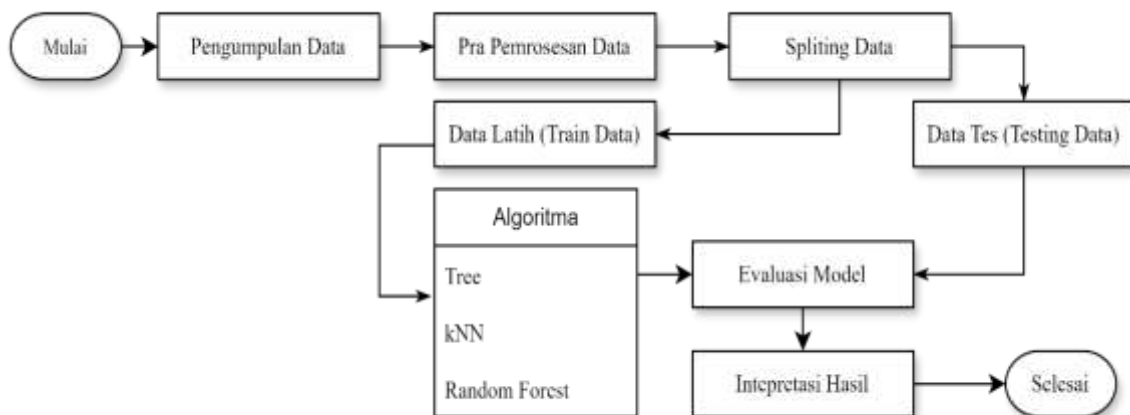 Mulai
Pengumpulan Data
Pra Pemrosesan Data
Spliting Data
Data Latih (Train Data)
Data Tes (Testing Data)
Algoritma
Tree
kNN
Random Forest
Evaluasi Model
Intepretasi Hasil
Selesai